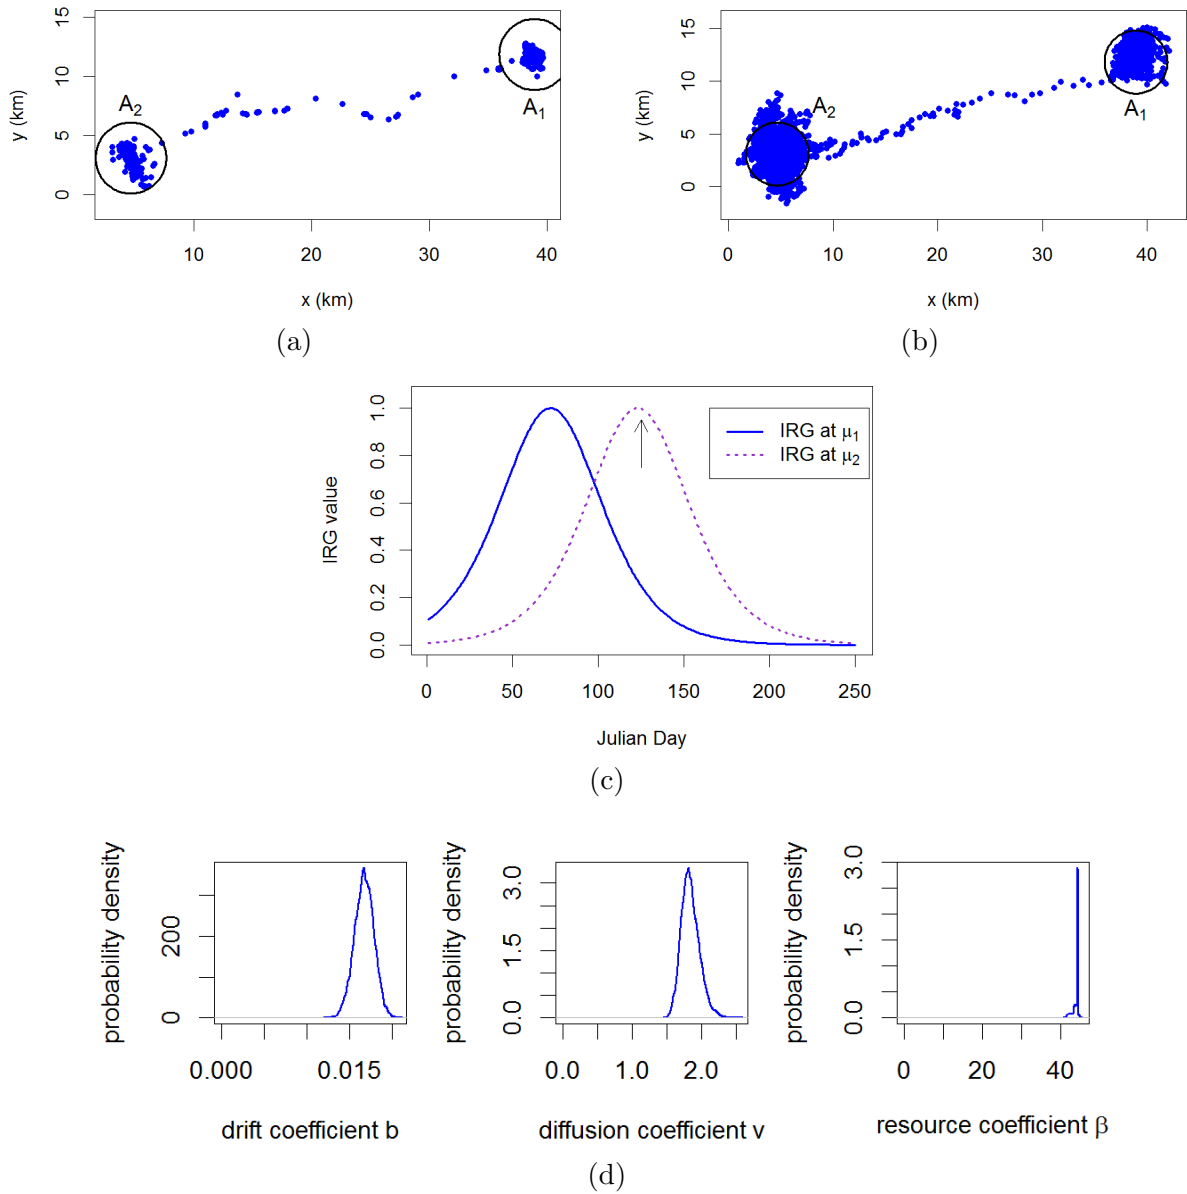 15
10
5
0
y (km)
A2
A1
10 20 30 40
x (km)
(a)
15
10
5
0
y (km)
A2
A1
0 10 20 30 40
x (km)
(b)
1.0
0.8
0.6
0.4
0.2
0.0
IRG value
IRG at μ1
IRG at μ2
0 50 100 150 200 250
Julian Day
(c)
probability density
200
0
0.000 0.015
drift coefficient b
probability density
3.0
1.5
0.0
0.0 1.0 2.0
diffusion coefficient v
probability density
3.0
1.5
0.0
0 20 40
resource coefficient β
(d)